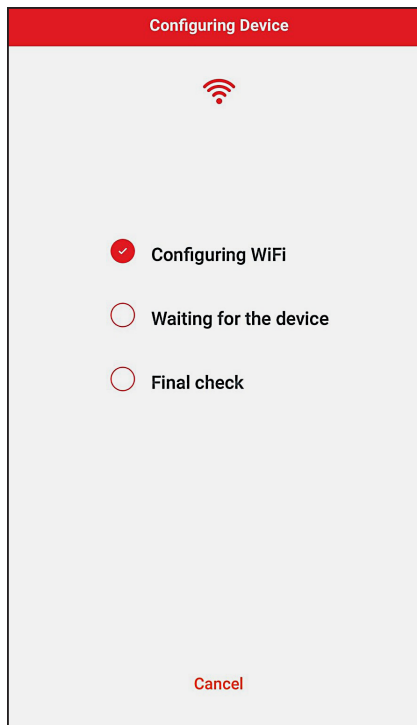 Configuring Device
Configuring WiFi
Waiting for the device
Final check
Cancel